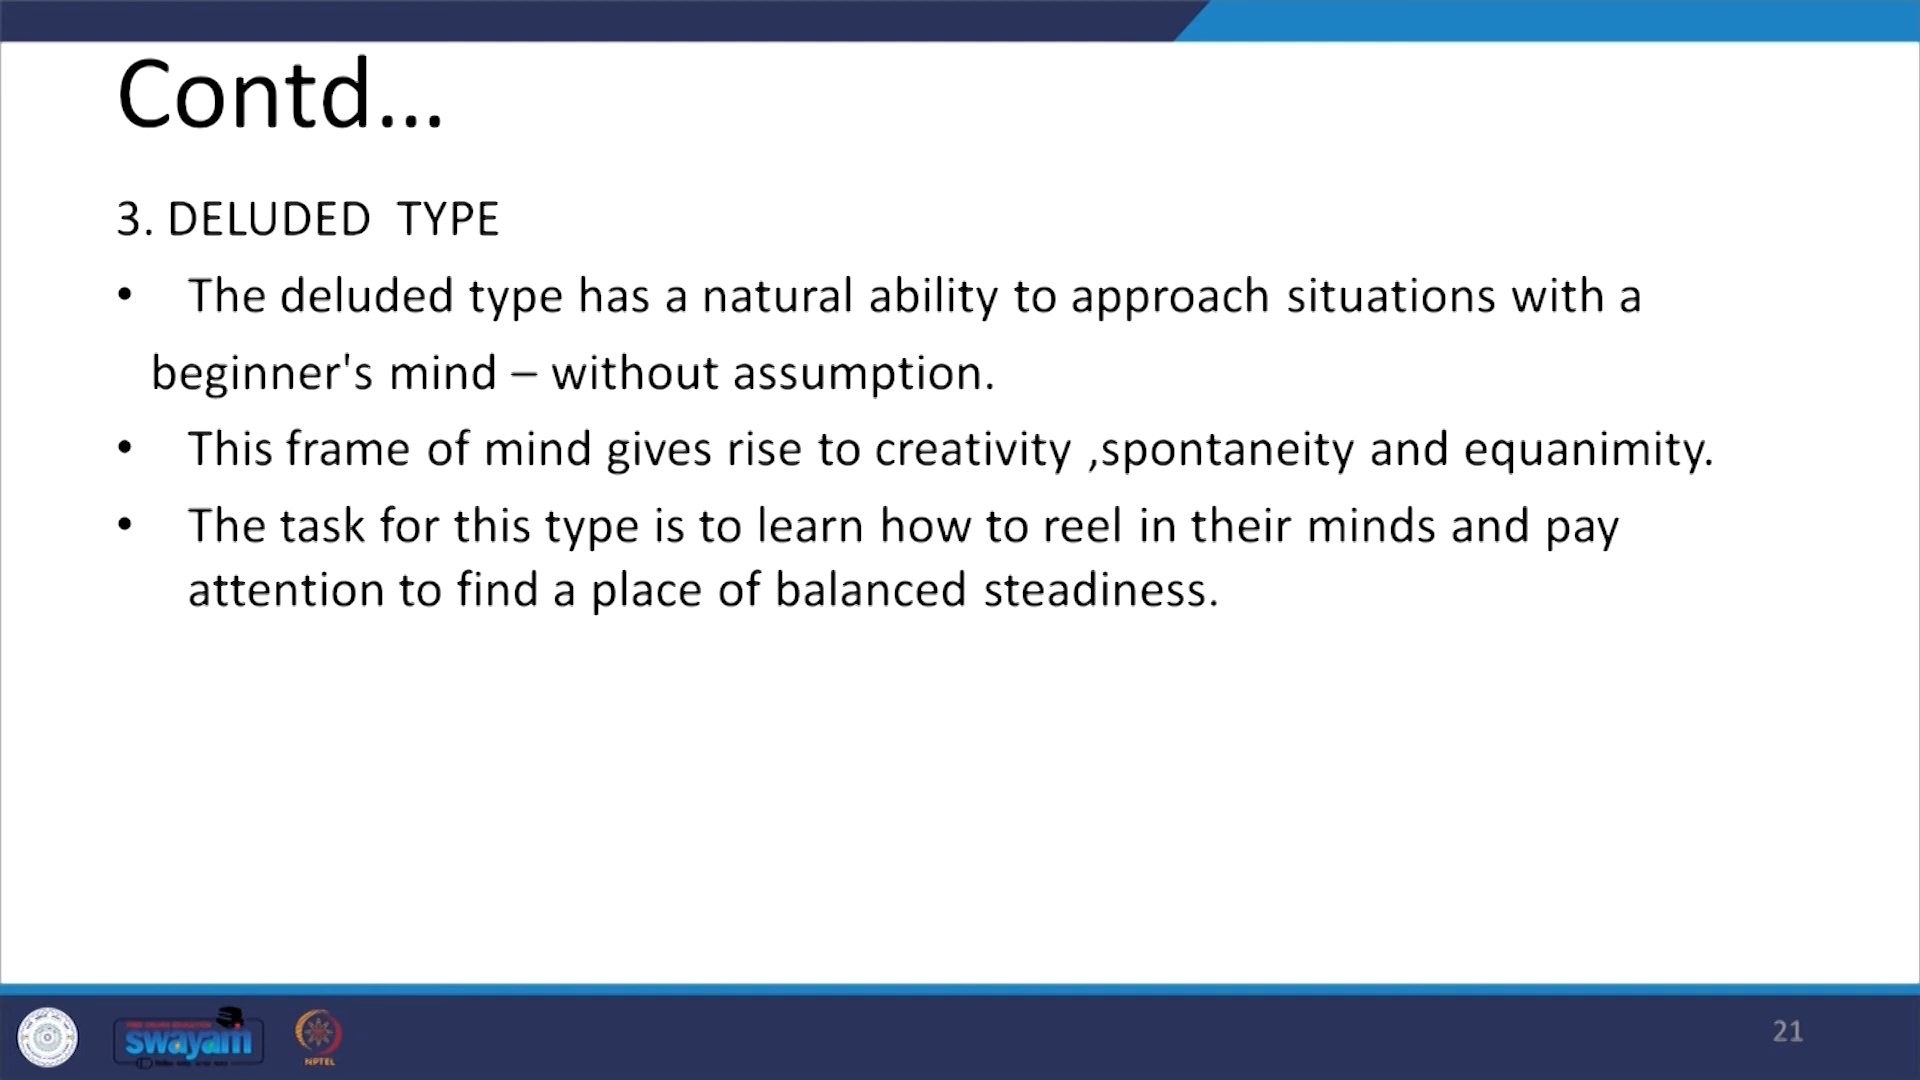 Contd...
3. DELUDED TYPE
• The deluded type has a natural ability to approach situations with a
beginner's mind – without assumption.
• This frame of mind gives rise to creativity ,spontaneity and equanimity.
• The task for this type is to learn how to reel in their minds and pay
attention to find a place of balanced steadiness.
swayam
NPTEL
21